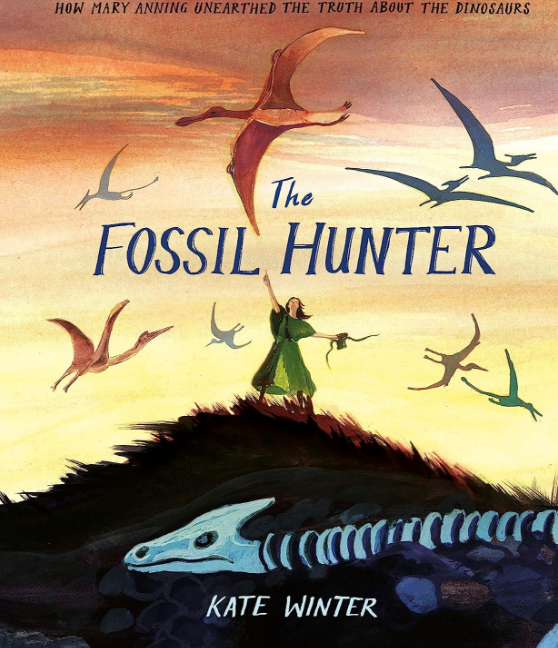 HOW MARY ANNING UNEARTHED THE TRUTH ABOUT THE DINOSAURS
The
FOSSIL HUNTER
KATE WINTER